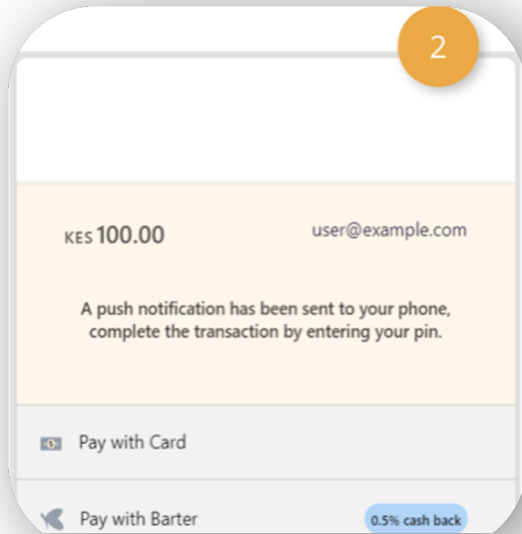 2
KES 100.00
user@example.com
A push notification has been sent to your phone,
complete the transaction by entering your pin.
Pay with Card
Pay with Barter
0.5% cash back